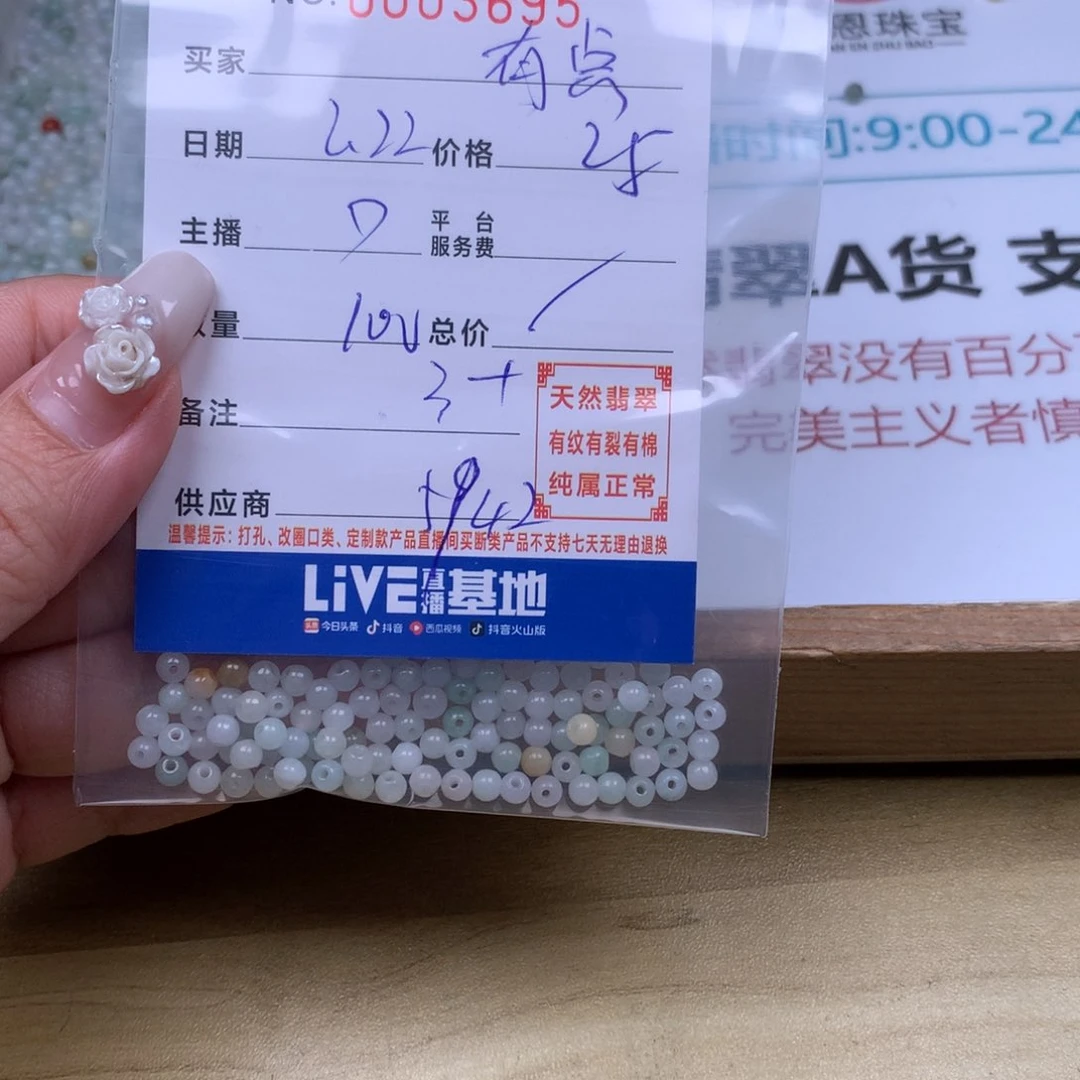 NO: 0003695
买家 有点
日期 2.22 价格 25
主播 7 平台服务费
数量 100 总价 /
备注 3+
天然翡翠
有纹有裂有棉
纯属正常
供应商
温馨提示：打孔、改圈口类、定制款产品直播间买断类产品不支持七天无理由退换
LiVE直播基地
今日头条 抖音 西瓜视频 抖音火山版
恩珠宝
时间:9:00-24
翡翠A货 支
翡翠没有百分
完美主义者慎